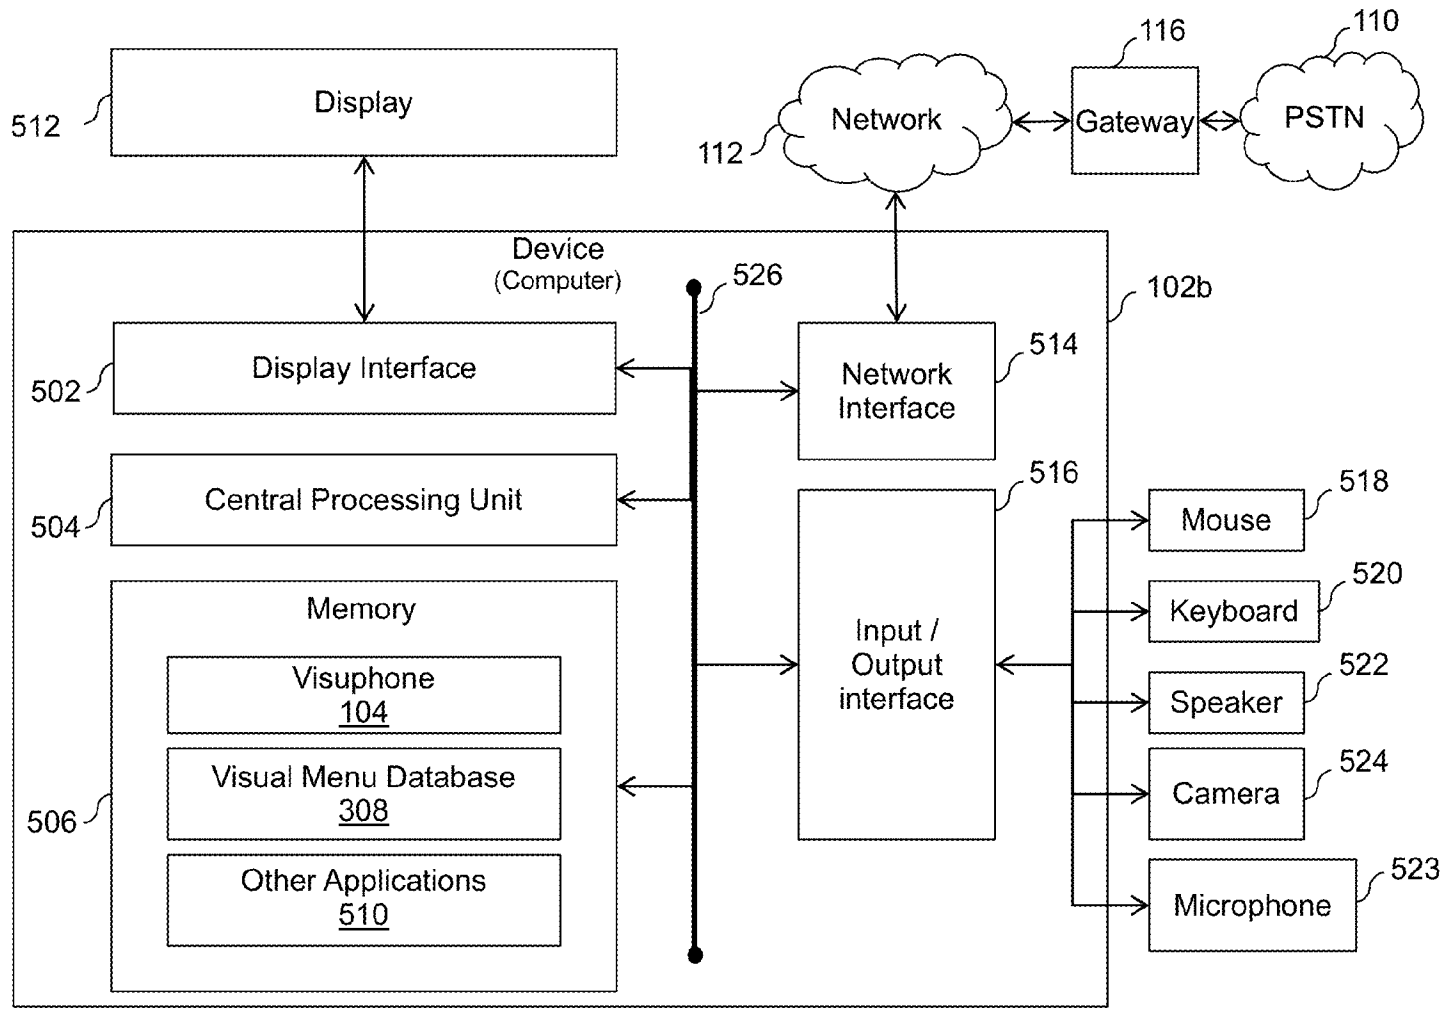 116
110
Display
512
Network
Gateway
PSTN
112
Device
(Computer)
526
102b
Display Interface
502
Network
Interface
514
Central Processing Unit
504
516
Input /
Output
interface
Mouse
518
Keyboard
520
Speaker
522
Camera
524
Microphone
523
Memory
506
Visuphone
104
Visual Menu Database
308
Other Applications
510